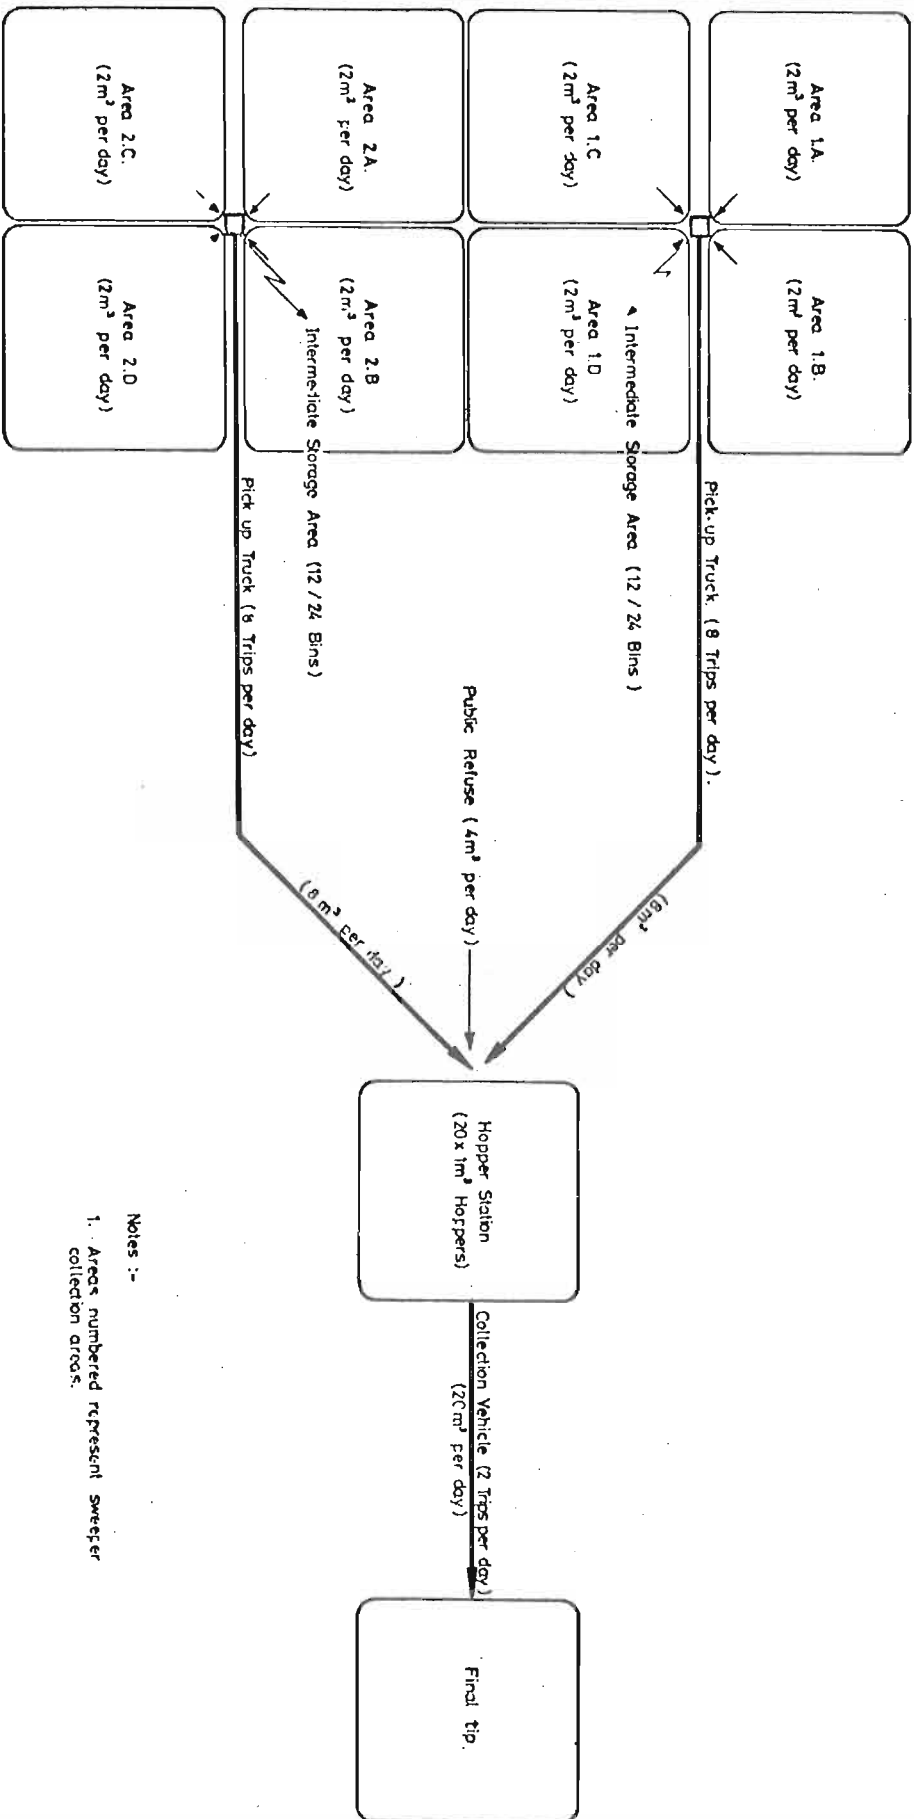 Area 1.A.
(2m³ per day)
Area 1.B.
(2m³ per day)
Area 1.C
(2m³ per day)
Area 1.D
(2m³ per day)
Intermediate Storage Area (12 / 24 Bins)
Pick-up Truck. (8 Trips per day).
(8m³ per day)
Area 2.A.
(2m³ per day)
Area 2.B
(2m³ per day)
Area 2.C.
(2m³ per day)
Area 2.D
(2m³ per day)
Intermediate Storage Area (12 / 24 Bins)
Pick up Truck (8 Trips per day)
(8m³ per day)
Public Refuse (4m³ per day)
Hopper Station
(20 x 1m³ Hoppers)
Collection Vehicle (2 Trips per day)
(20m³ per day)
Final tip.
Notes :-
1. Areas numbered represent sweeper
collection areas.